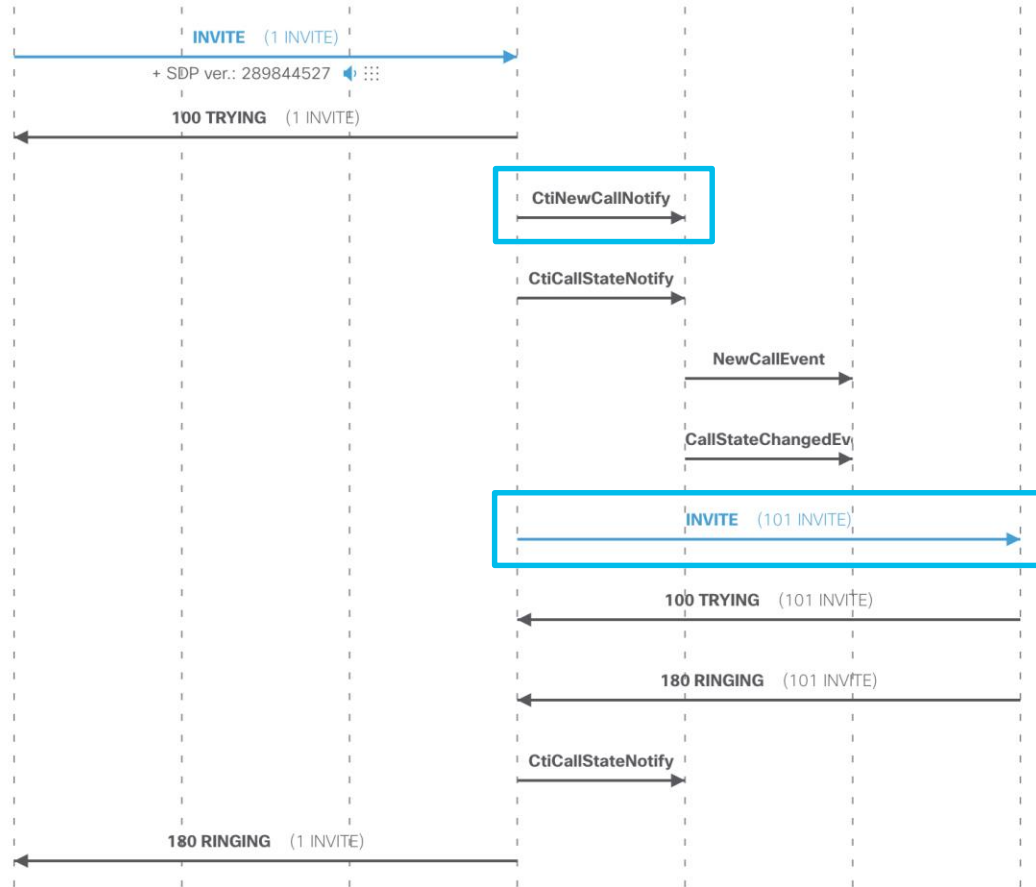 INVITE (1 INVITE)
+ SDP ver.: 289844527
100 TRYING (1 INVITE)
CtiNewCallNotify
CtiCallStateNotify
NewCallEvent
CallStateChangedEv
INVITE (101 INVITE)
100 TRYING (101 INVITE)
180 RINGING (101 INVITE)
CtiCallStateNotify
180 RINGING (1 INVITE)